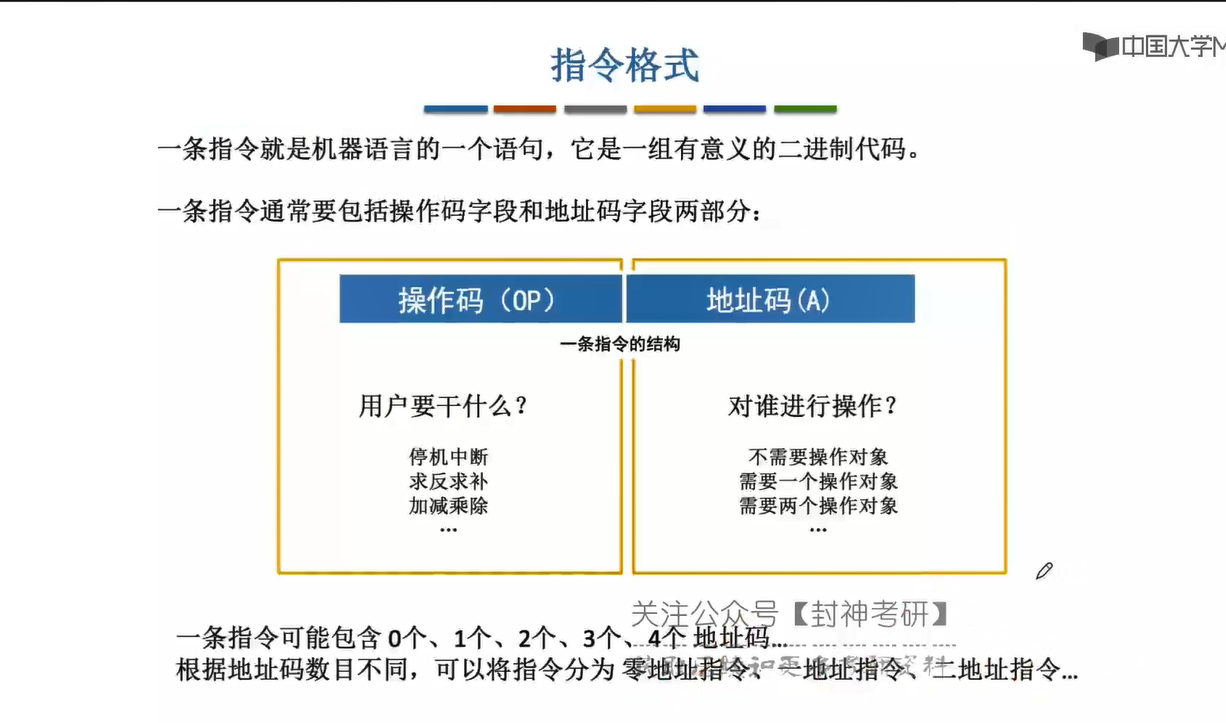 指令格式
中国大学M
一条指令就是机器语言的一个语句，它是一组有意义的二进制代码。
一条指令通常要包括操作码字段和地址码字段两部分：
操作码（OP） 地址码(A)
一条指令的结构
用户要干什么？ 对谁进行操作？
停机中断 不需要操作对象
求反求补 需要一个操作对象
加减乘除 需要两个操作对象
... ...
关注公众号【封神考研】
一条指令可能包含 0个、1个、2个、3个、4个 地址码...
根据地址码数目不同，可以将指令分为 零地址指令、一地址指令、二地址指令...